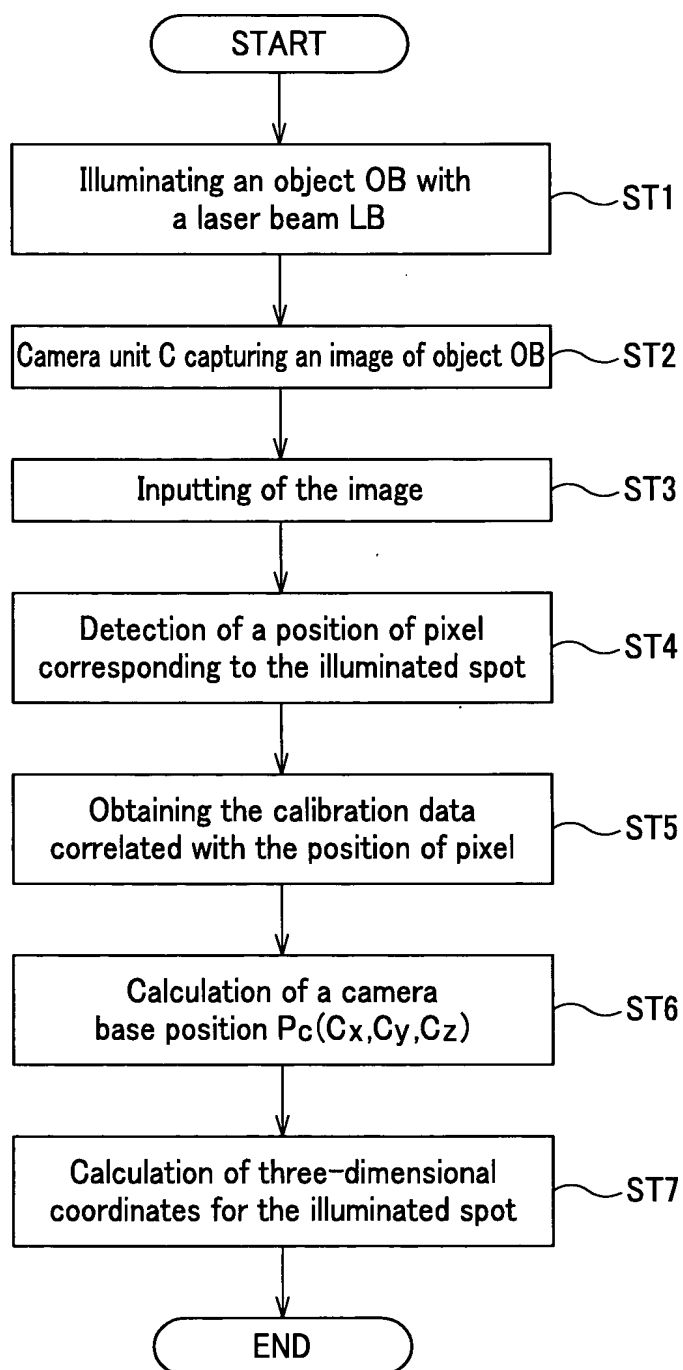 START
Illuminating an object OB with
a laser beam LB
ST1
Camera unit C capturing an image of object OB
ST2
Inputting of the image
ST3
Detection of a position of pixel
corresponding to the illuminated spot
ST4
Obtaining the calibration data
correlated with the position of pixel
ST5
Calculation of a camera
base position Pc(Cx,Cy,Cz)
ST6
Calculation of three-dimensional
coordinates for the illuminated spot
ST7
END